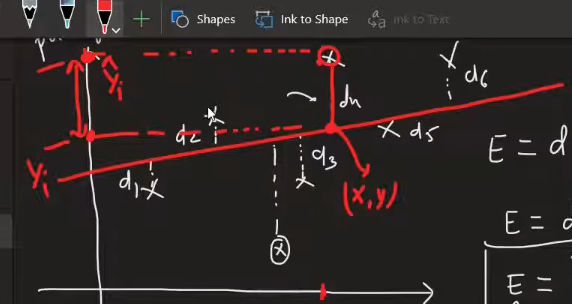 Shapes
Ink to Shape
Ink to Text
x
yi
d6
x
dn
x
d2
x
d5
E = d
yi
d1
x
d3
x
(x,y)
x
E = d
E =